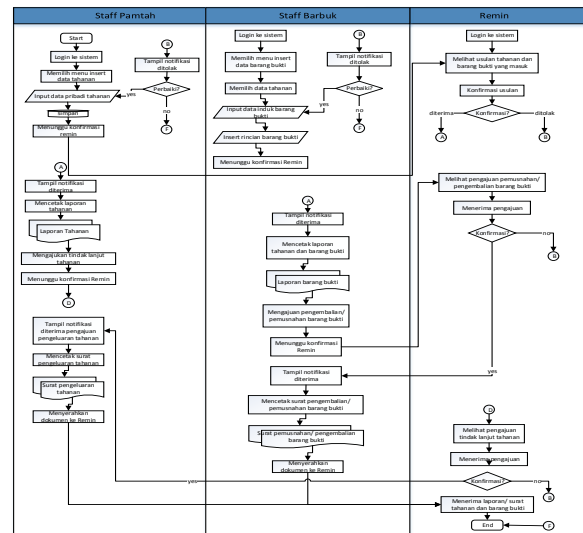 Staff Pamtah
Start
Login ke sistem
Memilih menu insert
data tahanan
Input data pribadi tahanan
simpan
Menunggu konfirmasi
remin
B
Tampil notifikasi
ditolak
Perbaiki?
yes
no
F
A
Tampil notifikasi
diterima
Mencetak laporan
tahanan
Laporan Tahanan
Mengajukan tindak lanjut
tahanan
Menunggu konfirmasi Remin
D
Tampil notifikasi
diterima pengajuan
pengeluaran tahanan
Mencetak surat
pengeluaran tahanan
Surat pengeluaran
tahanan
Menyerahkan
dokumen ke Remin
Staff Barbuk
Login ke sistem
Memilih menu insert
data barang bukti
Memilih data tahanan
Input data induk barang
bukti
Insert rincian barang bukti
Menunggu konfirmasi Remin
B
Tampil notifikasi
ditolak
Perbaiki?
yes
no
F
A
Tampil notifikasi
diterima
Mencetak laporan
tahanan dan barang bukti
Laporan barang bukti
Mengajuan pengembalian/
pemusnahan barang bukti
Menunggu konfirmasi
Remin
Tampil notifikasi
diterima
Mencetak surat pengembalian/
pemusnahan barang bukti
Surat pemusnahan/ pengembalian
barang bukti
Menyerahkan
dokumen ke Remin
yes
Remin
Login ke sistem
Melihat usulan tahanan dan
barang bukti yang masuk
Konfirmasi usulan
Konfirmasi?
diterima
ditolak
A
B
Melihat pengajuan pemusnahan/
pengembalian barang bukti
Menerima pengajuan
Konfirmasi?
no
B
yes
D
Melihat pengajuan
tindak lanjut tahanan
Menerima pengajuan
Konfirmasi?
no
B
Menerima laporan/ surat
tahanan dan barang bukti
End
F